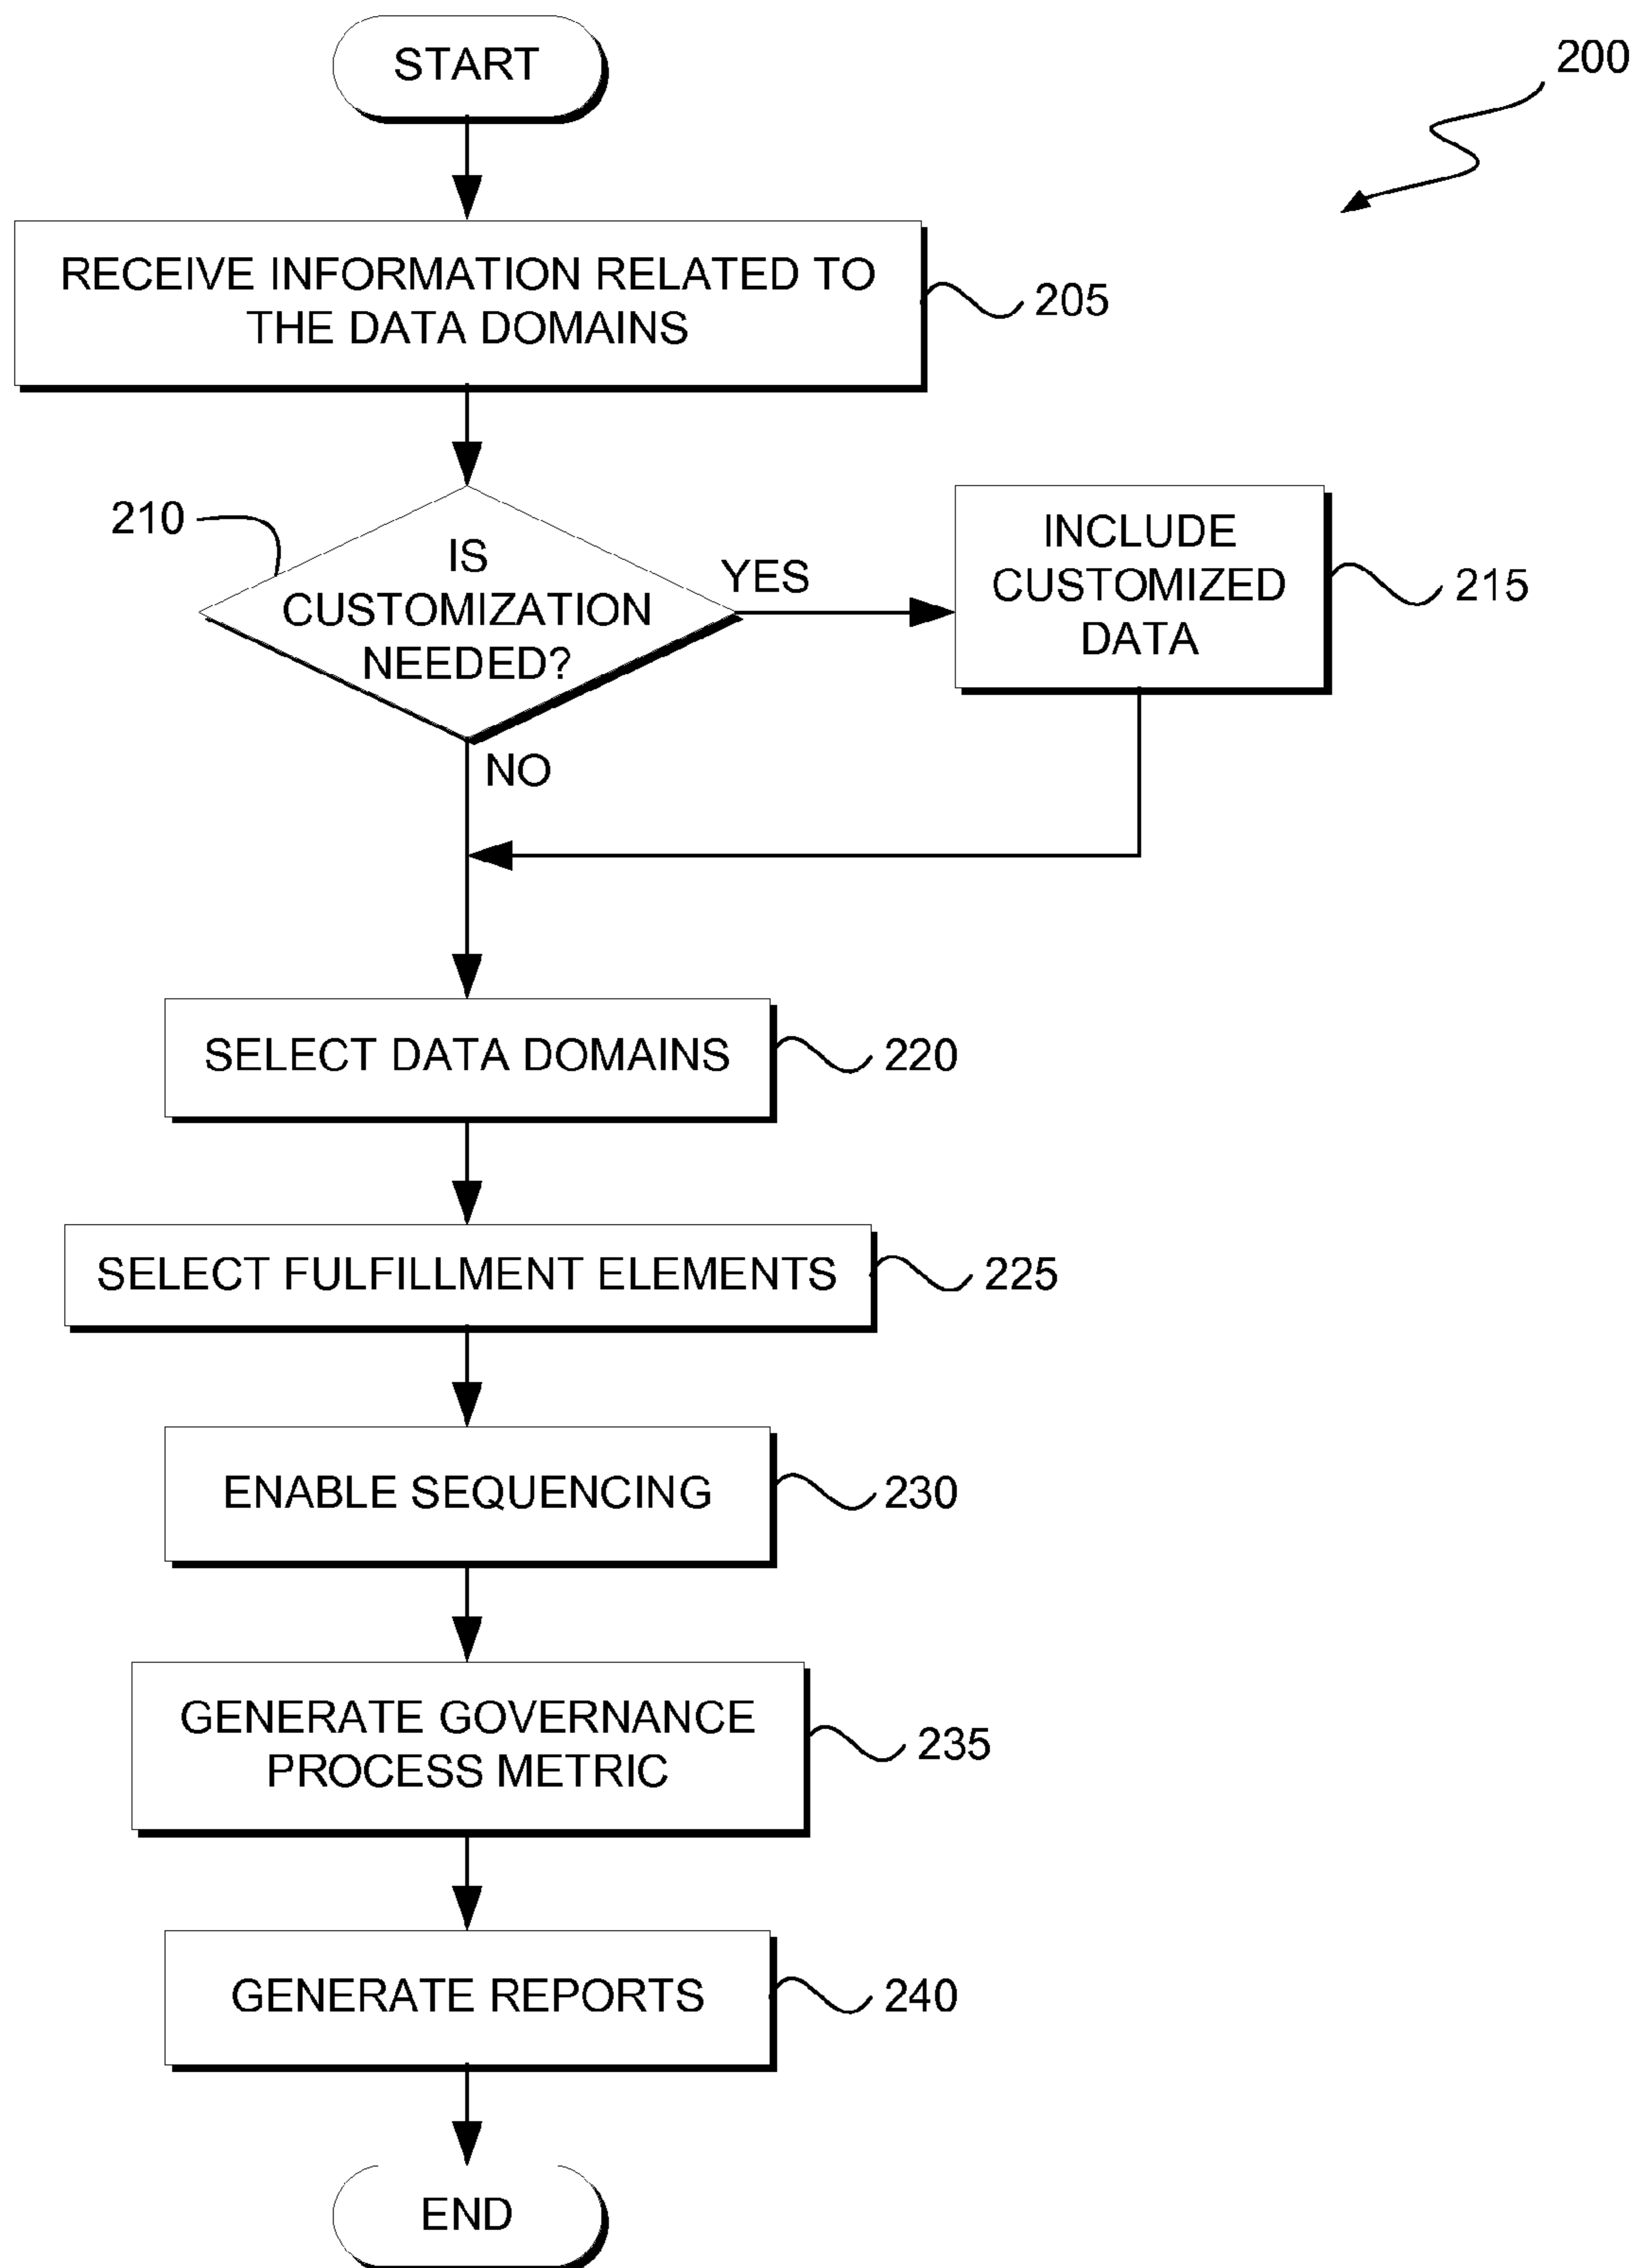 START
200
RECEIVE INFORMATION RELATED TO
THE DATA DOMAINS
205
210
IS
CUSTOMIZATION
NEEDED?
YES
INCLUDE
CUSTOMIZED
DATA
215
NO
SELECT DATA DOMAINS
220
SELECT FULFILLMENT ELEMENTS
225
ENABLE SEQUENCING
230
GENERATE GOVERNANCE
PROCESS METRIC
235
GENERATE REPORTS
240
END